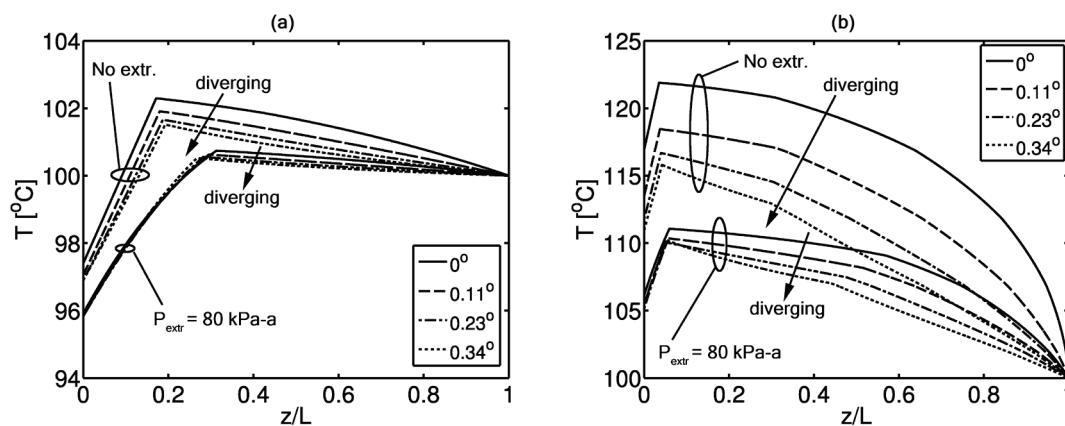 (a)
T [°C]
104
102
100
98
96
94
No extr.
diverging
diverging
P_extr = 80 kPa-a
0°
0.11°
0.23°
0.34°
0
0.2
0.4
0.6
0.8
1
z/L
(b)
T [°C]
125
120
115
110
105
100
No extr.
diverging
diverging
P_extr = 80 kPa-a
0°
0.11°
0.23°
0.34°
0
0.2
0.4
0.6
0.8
z/L